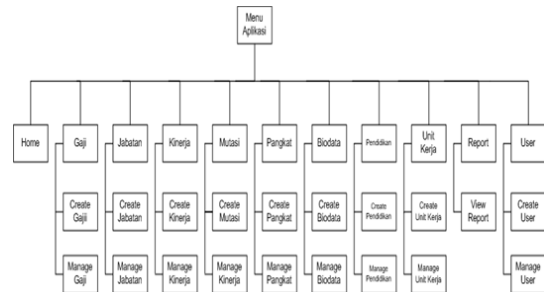 Menu
Aplikasi
Home
Gaji
Jabatan
Kinerja
Mutasi
Pangkat
Biodata
Pendidikan
Unit
Kerja
Report
User
Create
Gajii
Create
Jabatan
Create
Kinerja
Create
Mutasi
Create
Pangkat
Create
Biodata
Create
Pendidikan
Create
Unit Kerja
View
Report
Create
User
Manage
Gaji
Manage
Jabatan
Manage
Kinerja
Manage
Kinerja
Manage
Pangkat
Manage
Biodata
Manage
Pendidikan
Manage
Unit Kerja
Manage
User